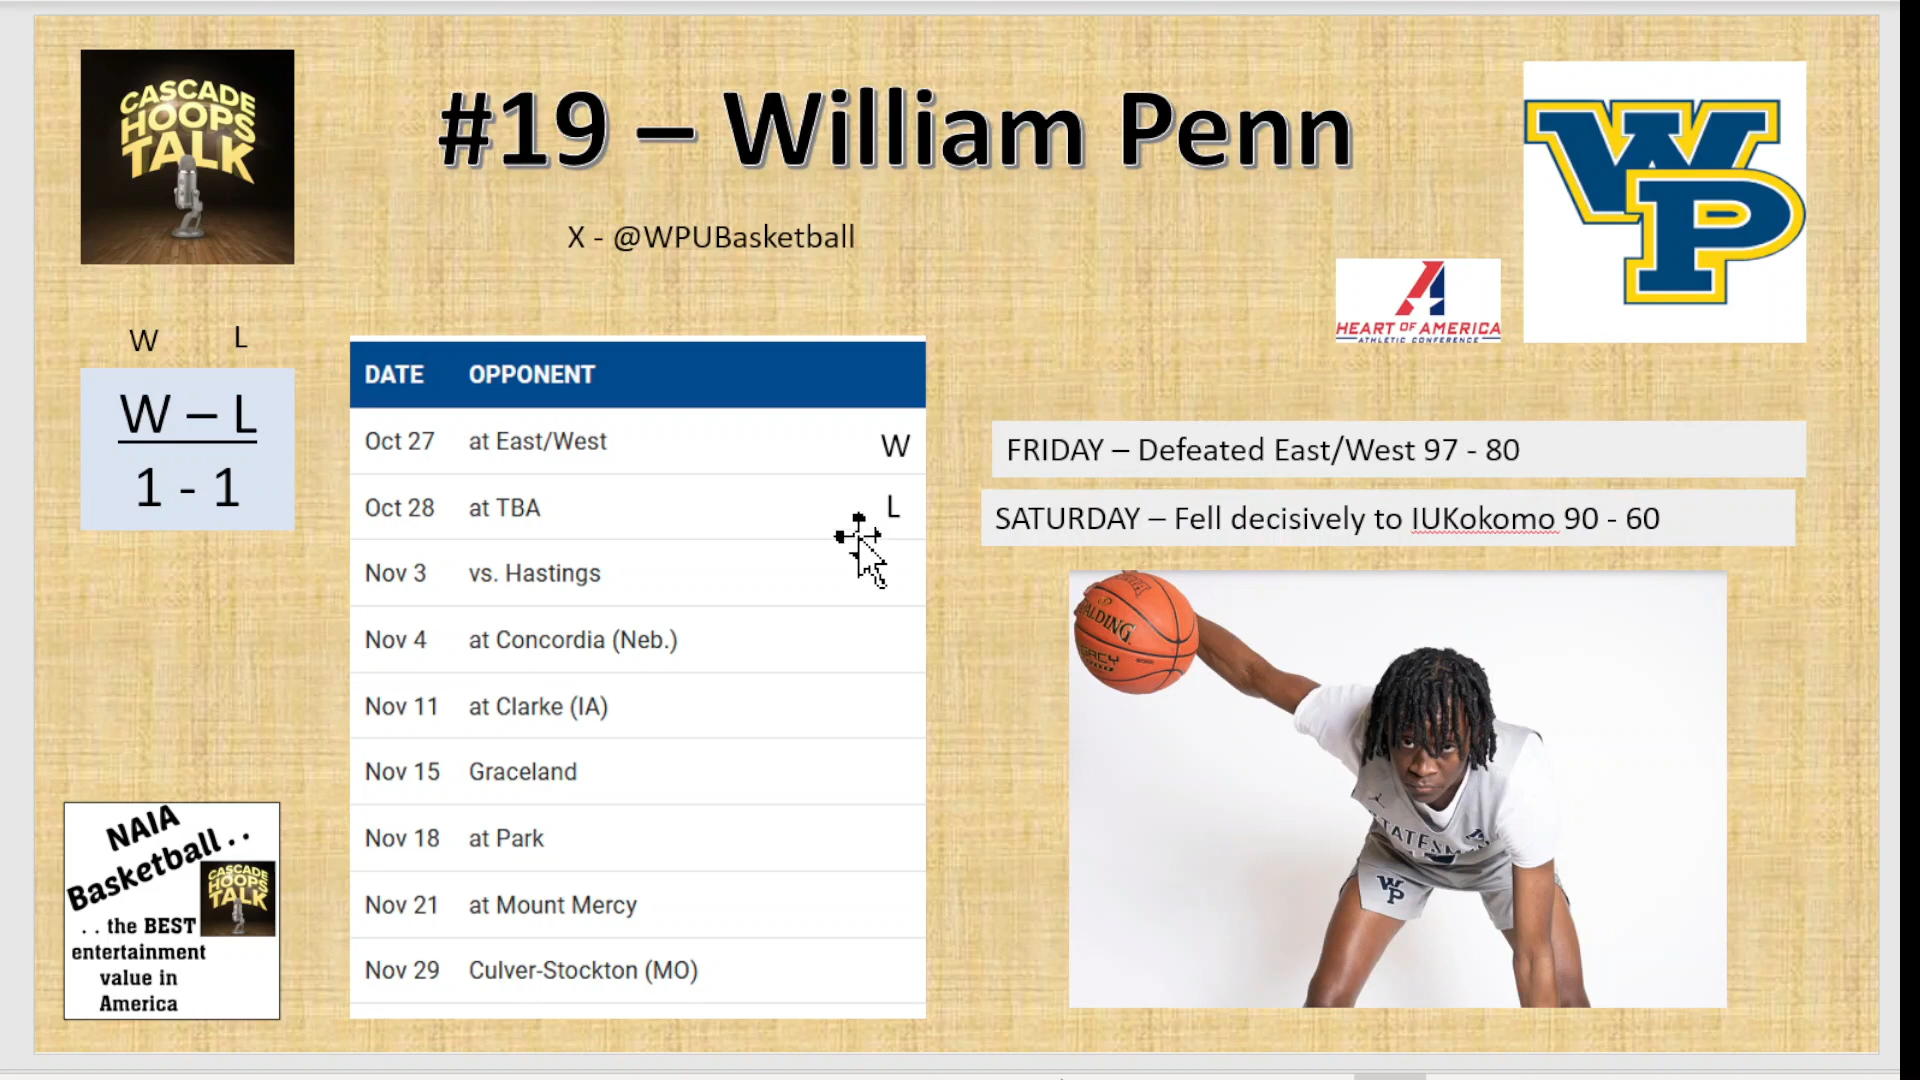 CASCADE
HOOPS
TALK
#19 – William Penn
X - @WPUBasketball
WP
A
HEART OF AMERICA
ATHLETIC CONFERENCE
W L
W – L
1 - 1
DATE OPPONENT
Oct 27 at East/West W
Oct 28 at TBA L
Nov 3 vs. Hastings
Nov 4 at Concordia (Neb.)
Nov 11 at Clarke (IA)
Nov 15 Graceland
Nov 18 at Park
Nov 21 at Mount Mercy
Nov 29 Culver-Stockton (MO)
FRIDAY – Defeated East/West 97 - 80
SATURDAY – Fell decisively to IUKokomo 90 - 60
SPALDING
LEGACY
STATESM
WP
NAIA
Basketball . .
CASCADE
HOOPS
TALK
. . the BEST
entertainment
value in
America